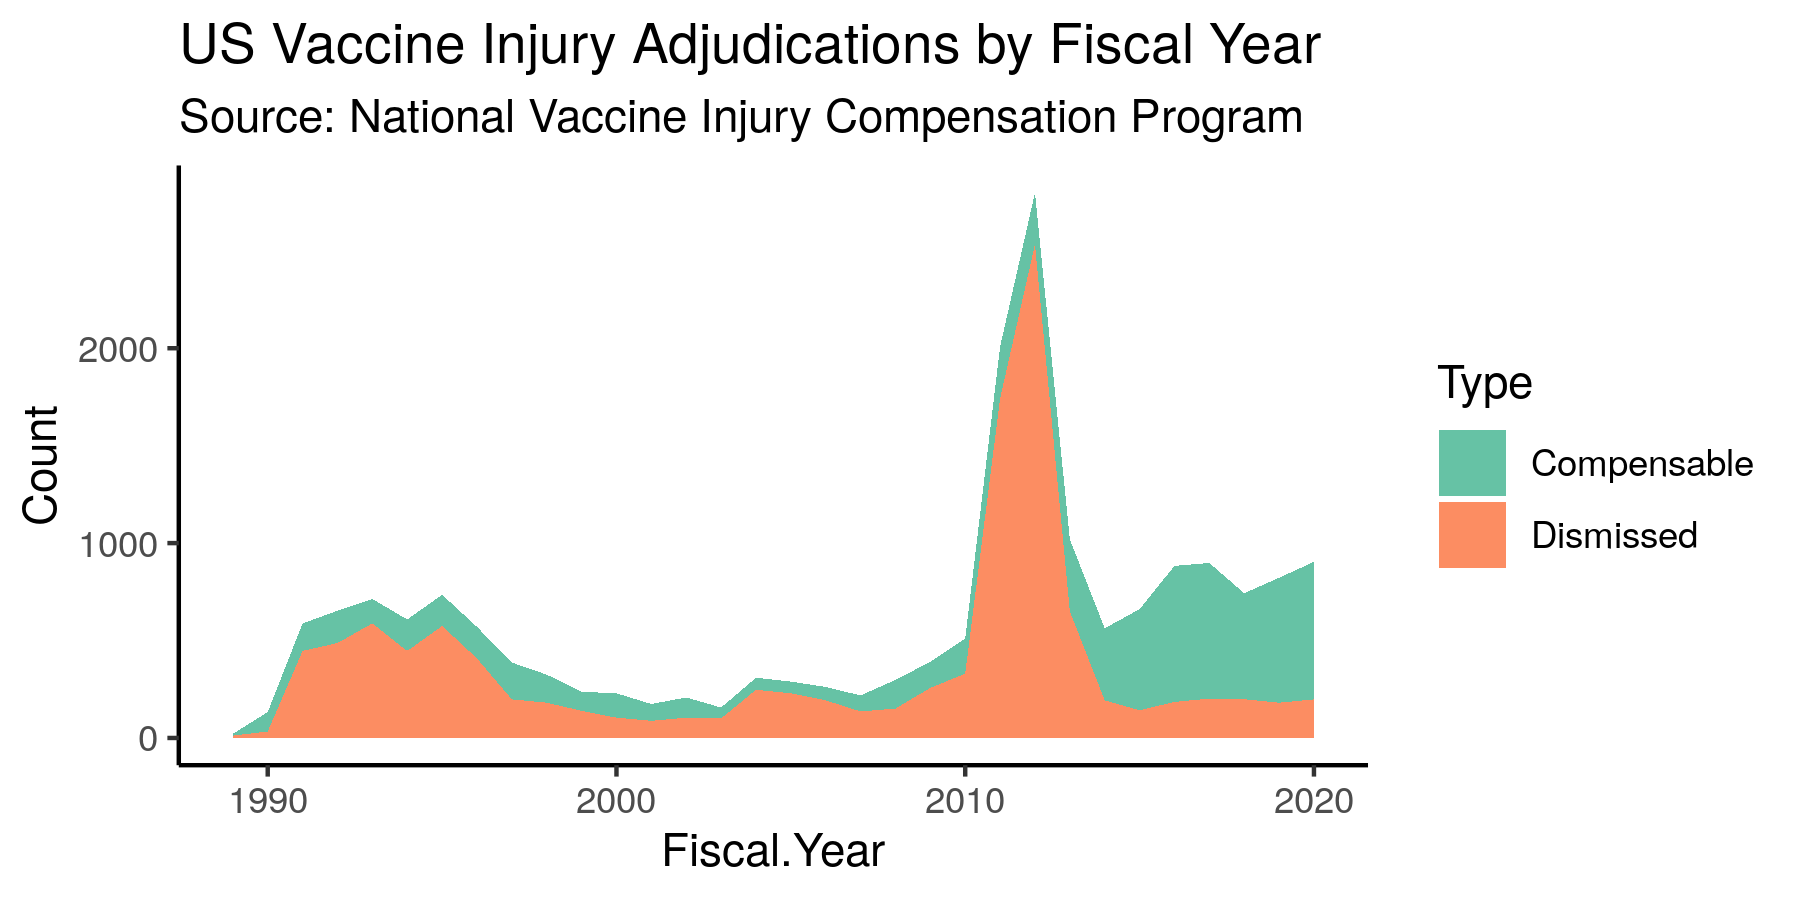 US Vaccine Injury Adjudications by Fiscal Year
Source: National Vaccine Injury Compensation Program
2000
1000
0
Count
1990
2000
2010
2020
Fiscal.Year
Type
Compensable
Dismissed